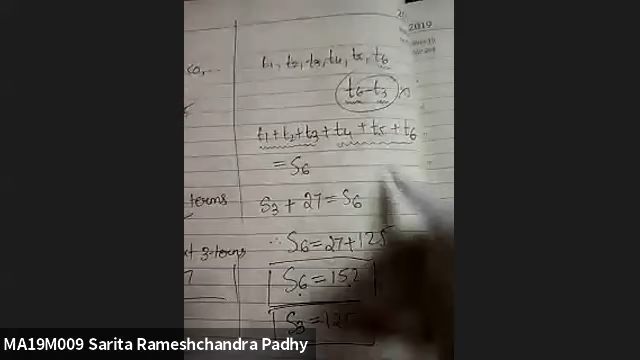 2019
t1, t2, t3, t4, t5, t6
t6-t3
t1+t2+t3+t4+t5+t6
= S6
terms
S3 + 27 = S6
3 terms
∴ S6 = 27+125
7
S6 = 152
S3 = 125
MA19M009 Sarita Rameshchandra Padhy